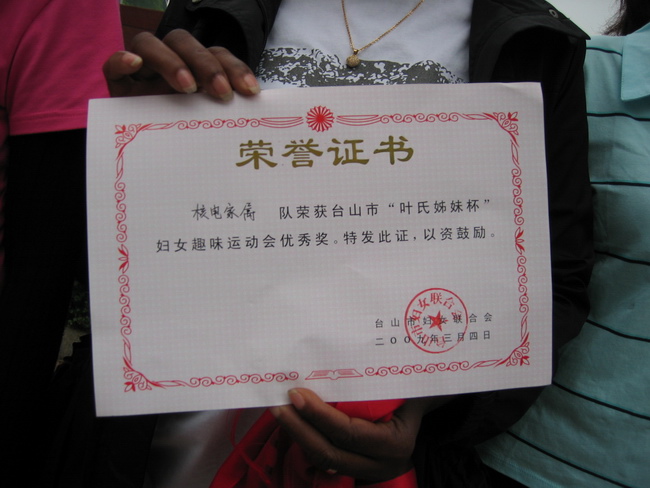 荣誉证书
核电家属 队荣获台山市“叶氏姊妹杯”
妇女趣味运动会优秀奖。特发此证，以资鼓励。
台山市妇女联合会
二00九年三月四日